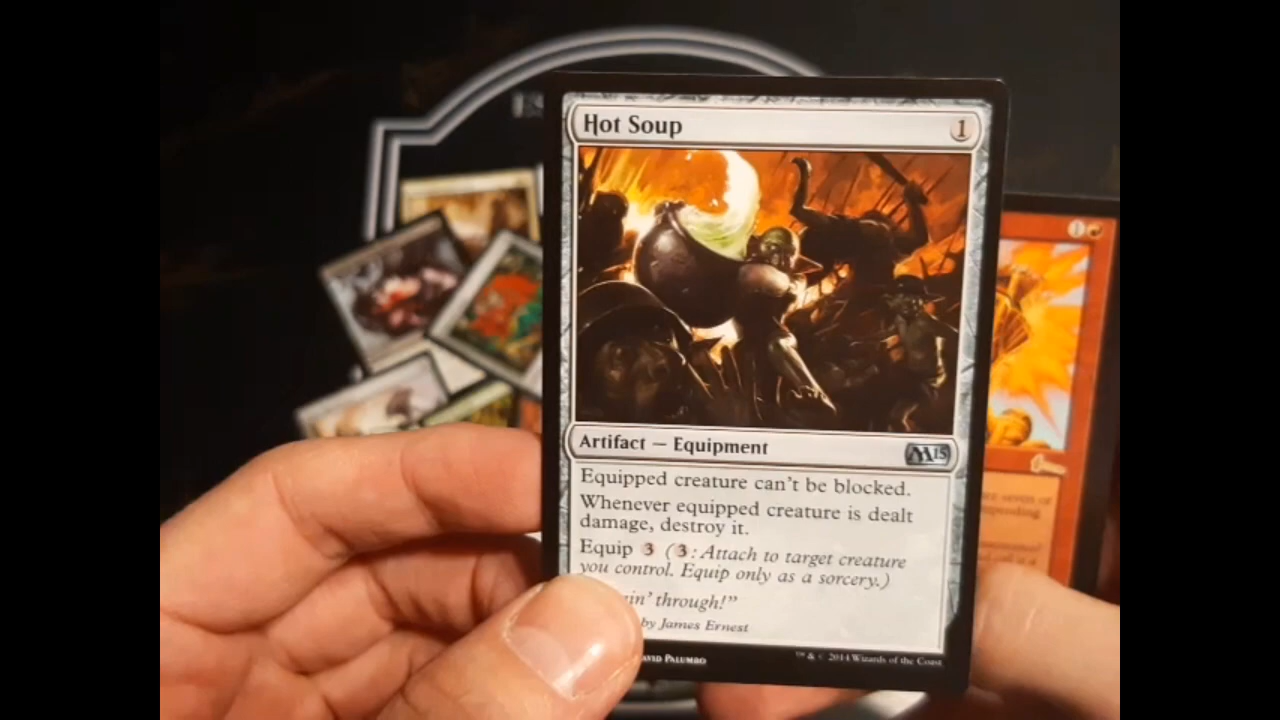 Hot Soup 1
Artifact — Equipment M15
Equipped creature can't be blocked.
Whenever equipped creature is dealt
damage, destroy it.
Equip 3 (3: Attach to target creature
you control. Equip only as a sorcery.)
through!"
by James Ernest
PALUMBO ™ & © 2014 Wizards of the Coast
1